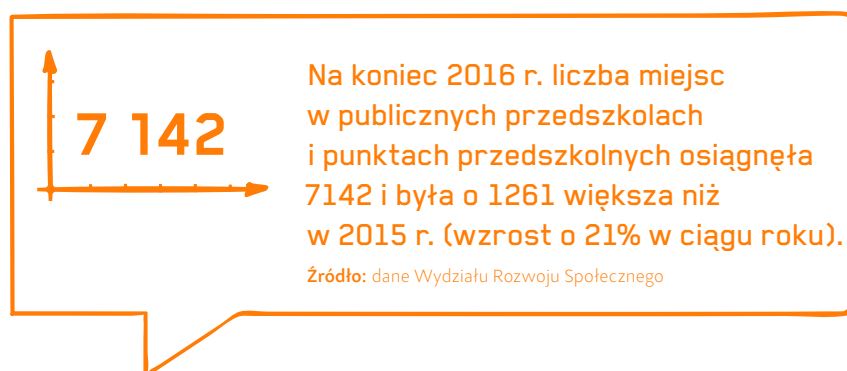 7 142
Na koniec 2016 r. liczba miejsc
w publicznych przedszkolach
i punktach przedszkolnych osiągnęła
7142 i była o 1261 większa niż
w 2015 r. (wzrost o 21% w ciągu roku).
Źródło: dane Wydziału Rozwoju Społecznego